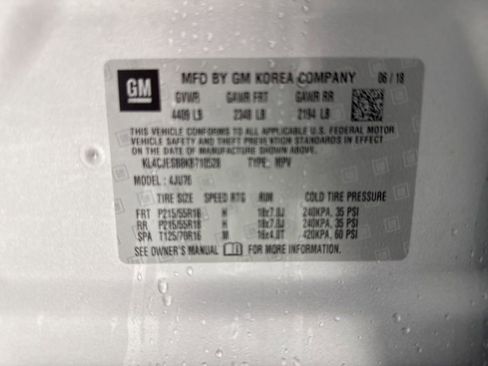 GM
MFD BY GM KOREA COMPANY 06/18
GVWR GAWR FRT GAWR RR
4409 LB 2348 LB 2194 LB
THIS VEHICLE CONFORMS TO ALL APPLICABLE U.S. FEDERAL MOTOR
VEHICLE SAFETY AND THEFT PREVENTION STANDARDS IN EFFECT
ON THE DATE OF MANUFACTURE SHOWN ABOVE.
TYPE: MPV
MODEL: 4JU76
TIRE SIZE SPEED RTG RIM COLD TIRE PRESSURE
FRT P215/55R18 H 18x7.0J 240KPA, 35 PSI
RR P215/55R18 H 18x7.0J 240KPA, 35 PSI
SPA T125/70R16 M 16x4.0T 420KPA, 60 PSI
SEE OWNER'S MANUAL FOR MORE INFORMATION.